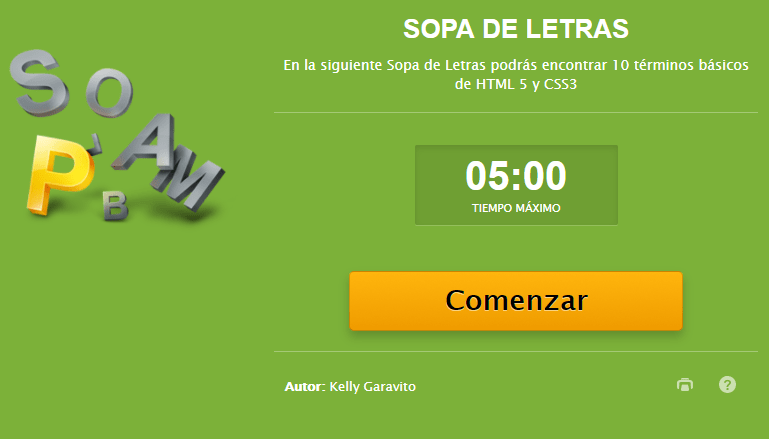 SOPA DE LETRAS
En la siguiente Sopa de Letras podrás encontrar 10 términos básicos
de HTML 5 y CSS3
S O
P L A M
B
05:00
TIEMPO MÁXIMO
Comenzar
Autor: Kelly Garavito
?